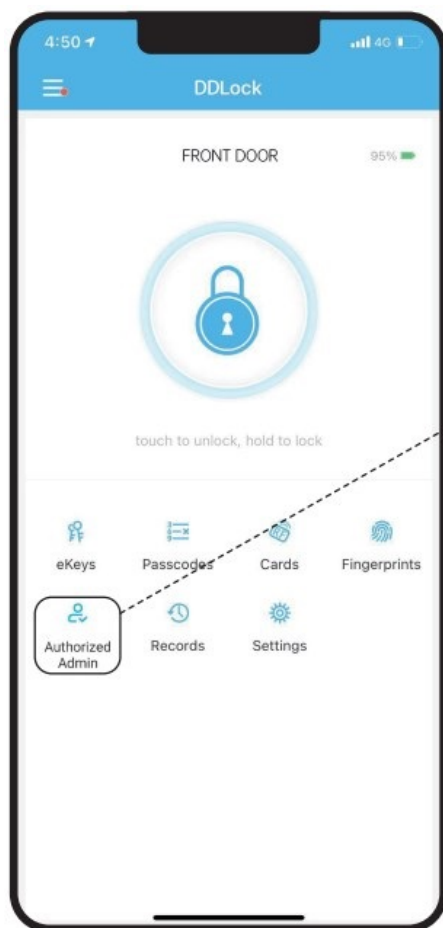 4:50 4G
DDLock
FRONT DOOR 95%
touch to unlock, hold to lock
eKeys Passcodes Cards Fingerprints
Authorized Records Settings
Admin